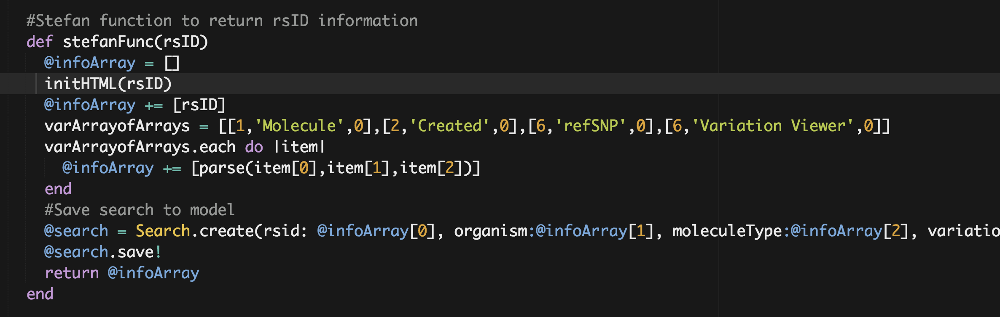 #Stefan function to return rsID information
def stefanFunc(rsID)
  @infoArray = []
  initHTML(rsID)
  @infoArray += [rsID]
  varArrayofArrays = [[1,'Molecule',0],[2,'Created',0],[6,'refSNP',0],[6,'Variation Viewer',0]]
  varArrayofArrays.each do |item|
    @infoArray += [parse(item[0],item[1],item[2])]
  end
  #Save search to model
  @search = Search.create(rsid: @infoArray[0], organism:@infoArray[1], moleculeType:@infoArray[2], variatio
  @search.save!
  return @infoArray
end